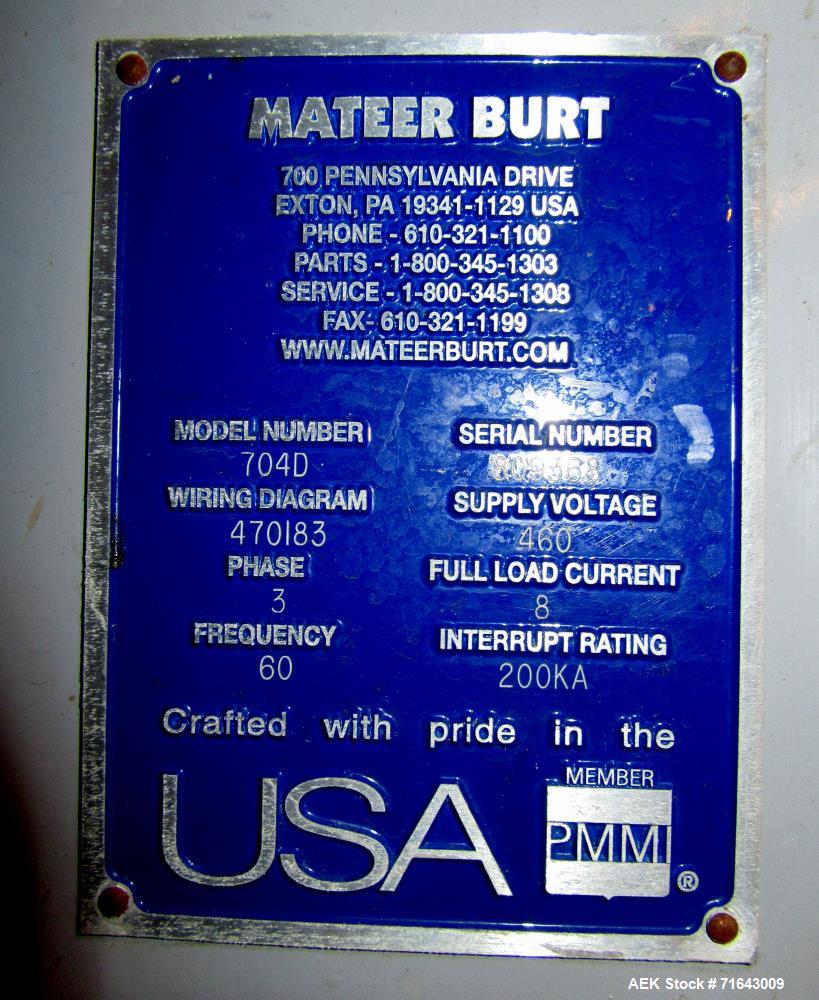 MATEER BURT
700 PENNSYLVANIA DRIVE
EXTON, PA 19341-1129 USA
PHONE - 610-321-1100
PARTS - 1-800-345-1303
SERVICE - 1-800-345-1308
FAX- 610-321-1199
WWW.MATEERBURT.COM
MODEL NUMBER SERIAL NUMBER
704D
WIRING DIAGRAM SUPPLY VOLTAGE
470183 460
PHASE FULL LOAD CURRENT
3 8
FREQUENCY INTERRUPT RATING
60 200KA
Crafted with pride in the
USA
MEMBER
PMMI
®
AEK Stock # 71643009